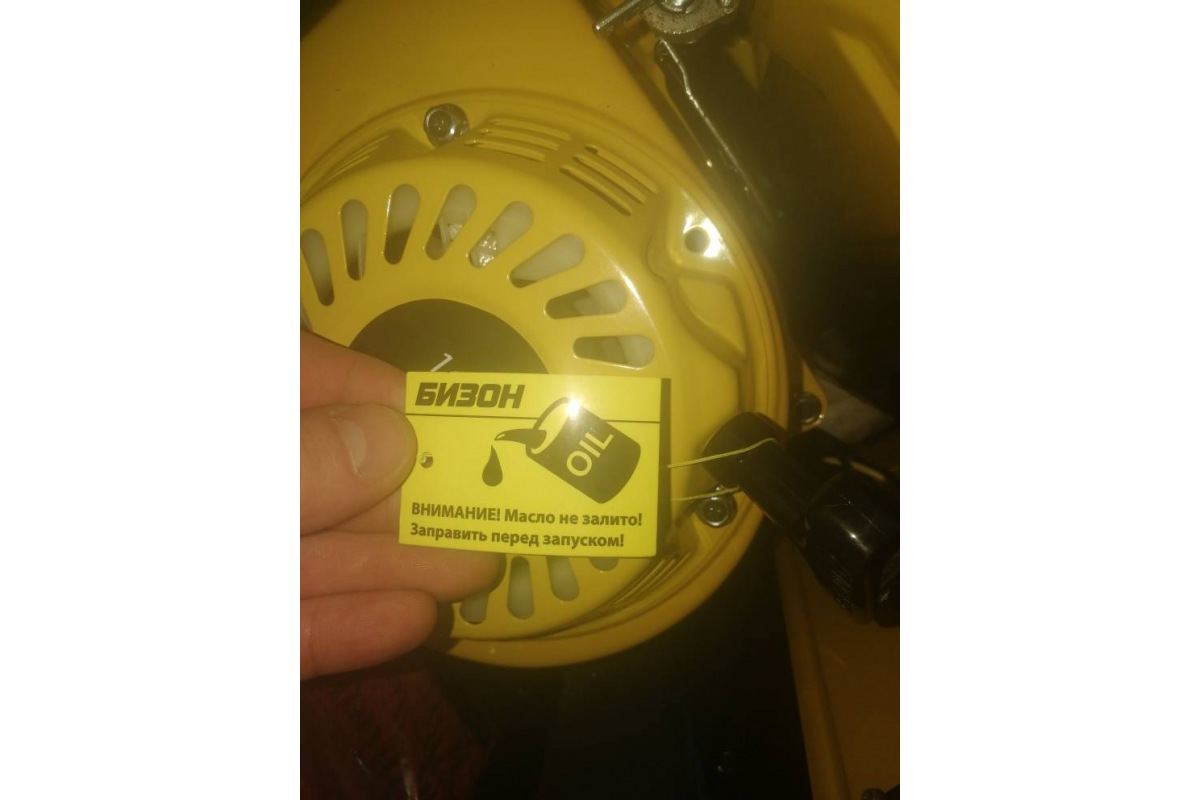 БИЗОН
OIL
ВНИМАНИЕ! Масло не залито!
Заправить перед запуском!